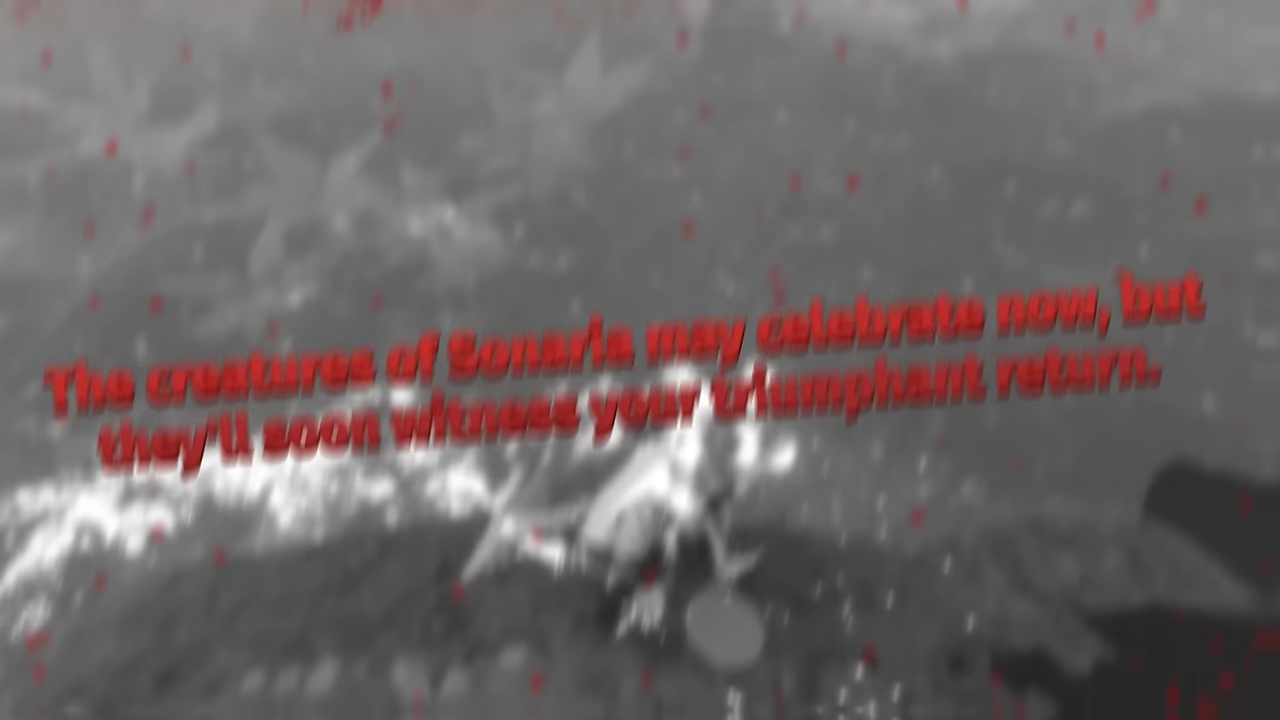 The creatures of Sonaria may celebrate now, but
they'll soon witness your triumphant return.